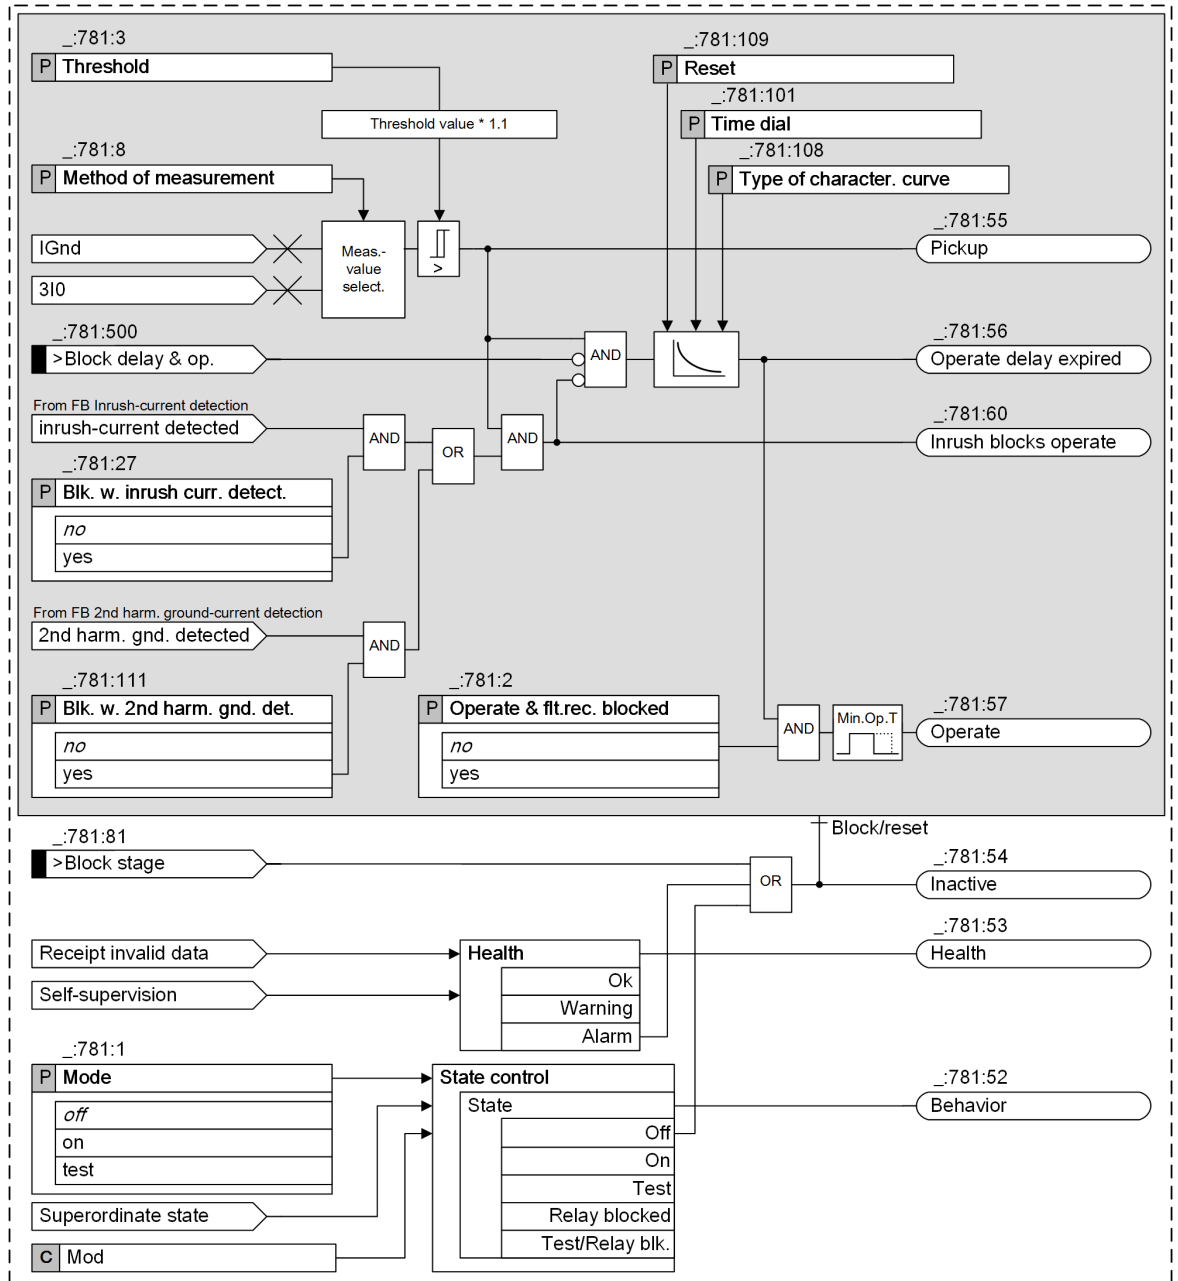 _:781:3
P Threshold
_:781:109
P Reset
_:781:101
P Time dial
Threshold value * 1.1
_:781:8
P Method of measurement
_:781:108
P Type of character. curve
IGnd
3I0
Meas.-
value
select.
>
_:781:55
Pickup
_:781:500
>Block delay & op.
AND
_:781:56
Operate delay expired
From FB Inrush-current detection
inrush-current detected
AND
OR
AND
_:781:60
Inrush blocks operate
_:781:27
P Blk. w. inrush curr. detect.
no
yes
From FB 2nd harm. ground-current detection
2nd harm. gnd. detected
AND
_:781:111
P Blk. w. 2nd harm. gnd. det.
no
yes
_:781:2
P Operate & flt.rec. blocked
no
yes
AND
Min.Op.T
_:781:57
Operate
Block/reset
_:781:81
>Block stage
OR
_:781:54
Inactive
Receipt invalid data
Self-supervision
Health
Ok
Warning
Alarm
_:781:53
Health
_:781:1
P Mode
off
on
test
Superordinate state
C Mod
State control
State
Off
On
Test
Relay blocked
Test/Relay blk.
_:781:52
Behavior